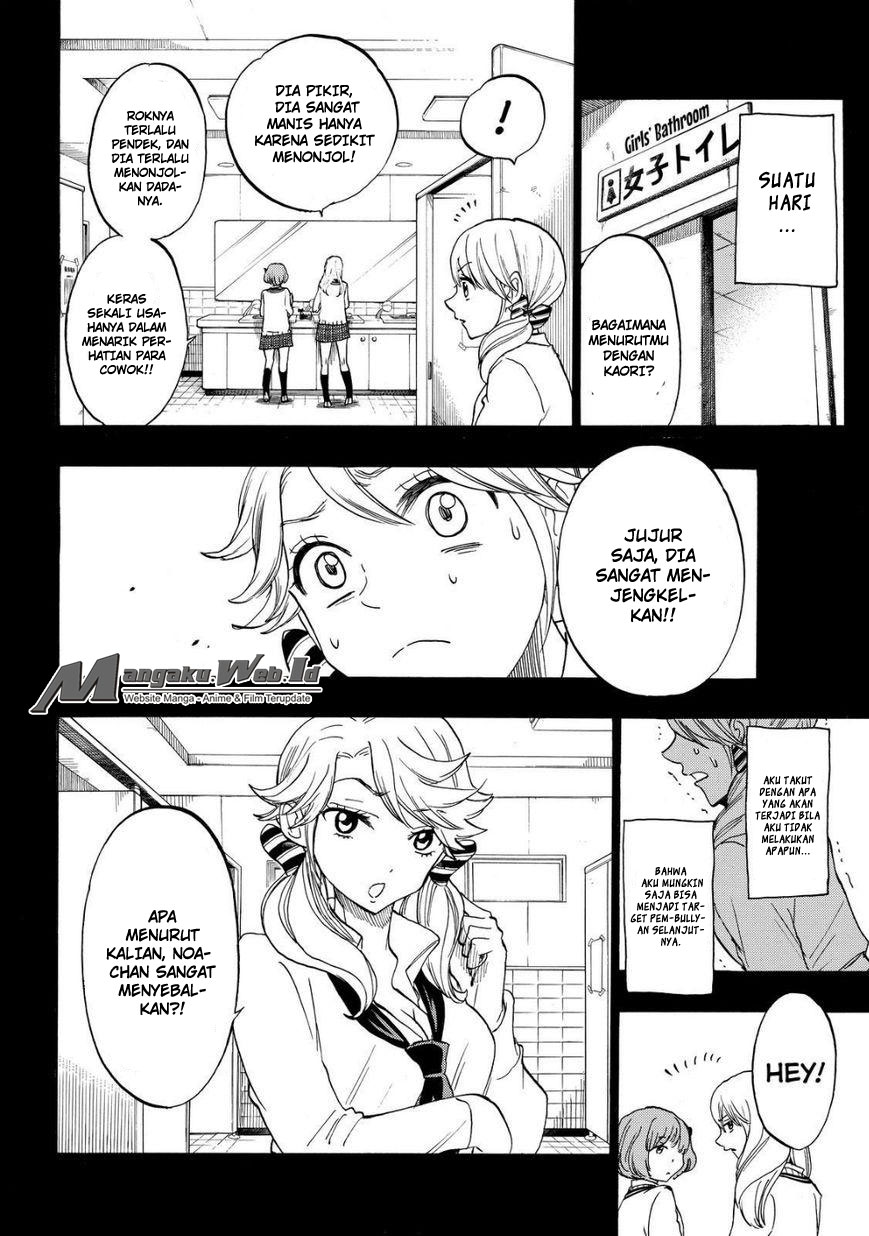 Girls' Bathroom
女子トイレ
SUATU
HARI
...
BAGAIMANA
MENURUTMU
DENGAN
KAORI?
!
DIA PIKIR,
DIA SANGAT
MANIS HANYA
KARENA SEDIKIT
MENONJOL!
ROKNYA
TERLALU
PENDEK, DAN
DIA TERLALU
MENONJOL-
KAN DADA-
NYA.
KERAS
SEKALI USA-
HANYA DALAM
MENARIK PER-
HATIAN PARA
COWOK!!
JUJUR
SAJA, DIA
SANGAT MEN-
JENGKEL-
KAN!!
Mangaku.Web.Id
Website Manga - Anime & Film Terupdate
AKU TAKUT
DENGAN APA
YANG AKAN
TERJADI BILA
AKU TIDAK
MELAKUKAN
APAPUN...
BAHWA
AKU MUNGKIN
SAJA BISA
MENJADI TAR-
GET PEM-BULLY-
AN SELANJUT-
NYA.
HEY!
APA
MENURUT
KALIAN, NOA-
CHAN SANGAT
MENYEBAL-
KAN?!